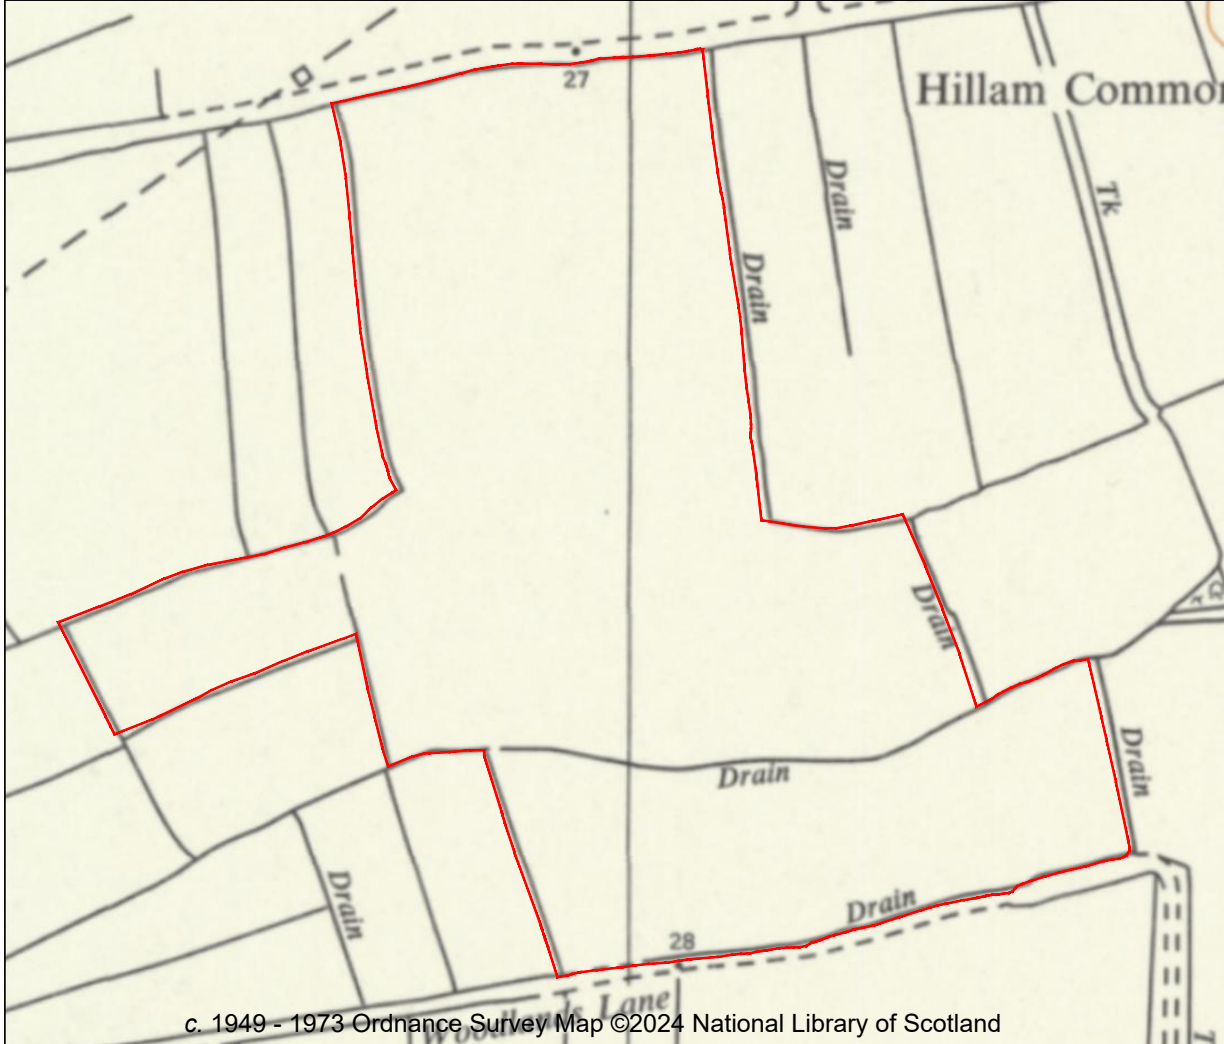 27
Hillam Common
Drain
Tk
Drain
Drain
Drain
Drain
Drain
Drain
28
Woodlands Lane
c. 1949 - 1973 Ordnance Survey Map ©2024 National Library of Scotland
T